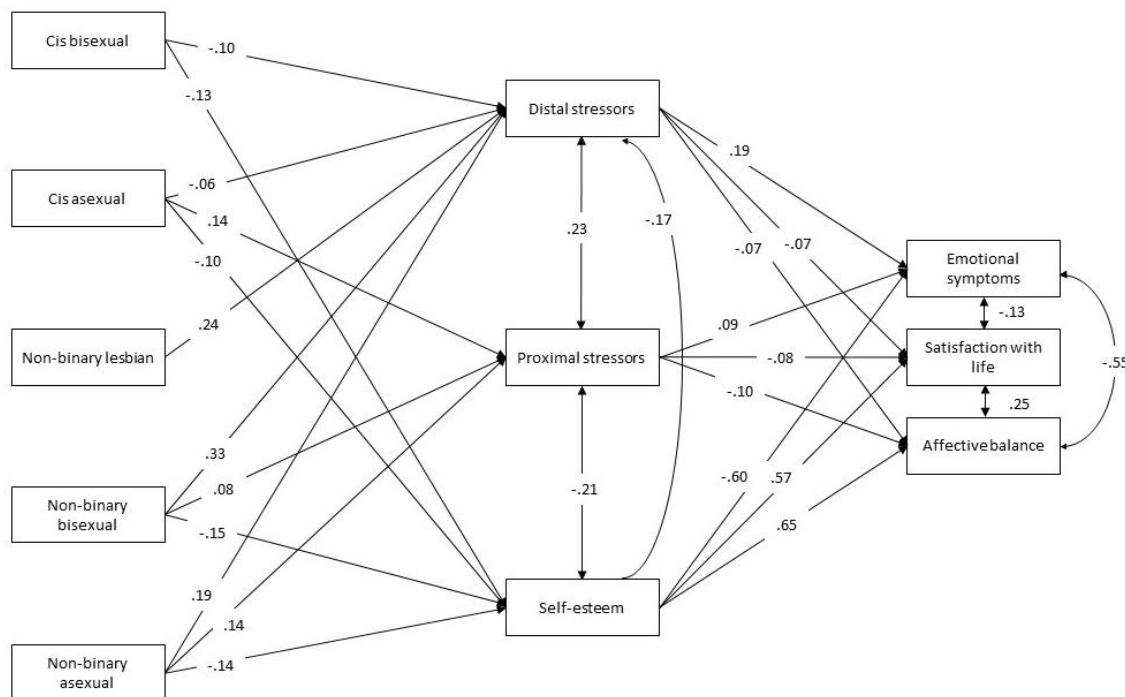 Cis bisexual
-.10
-.13
Distal stressors
Cis asexual
-.06
.14
-.10
.19
-.17
.23
-.07
-.07
Emotional
symptoms
-.13
Non-binary lesbian
.24
Proximal stressors
.09
-.08
-.10
Satisfaction with
life
-.55
.25
Affective balance
Non-binary
bisexual
.33
.08
-.15
-.21
-.60
.57
.65
Non-binary
asexual
.19
.14
-.14
Self-esteem